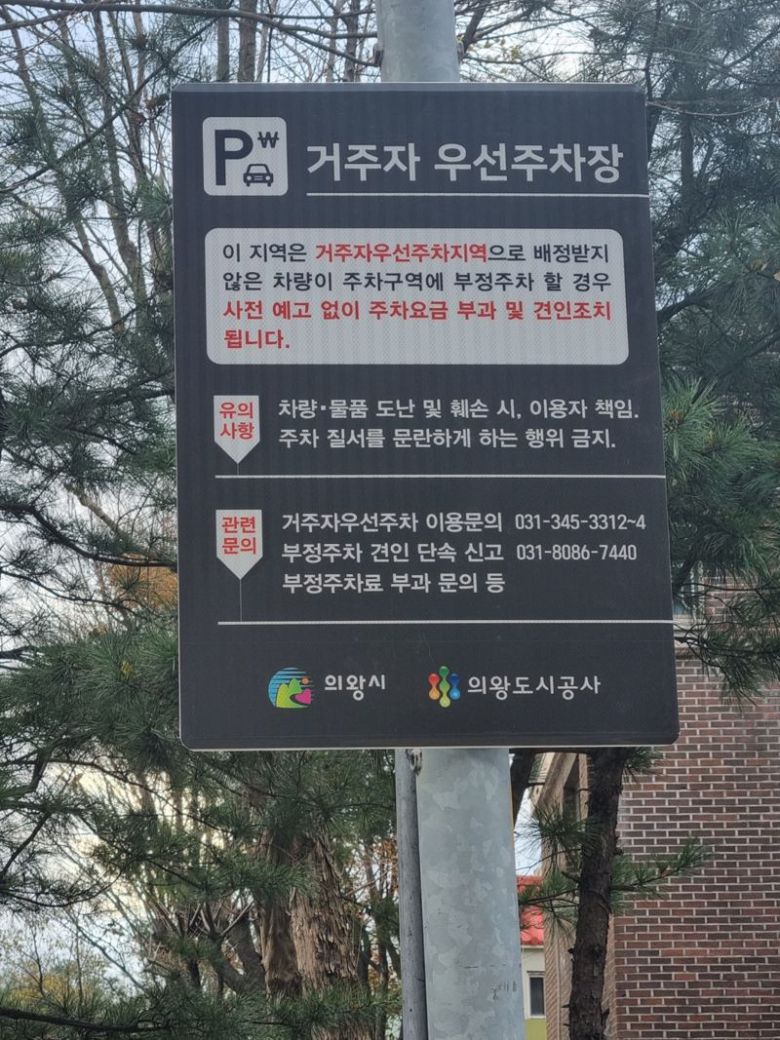 P ₩
거주자 우선주차장
이 지역은 거주자우선주차지역으로 배정받지
않은 차량이 주차구역에 부정주차 할 경우
사전 예고 없이 주차요금 부과 및 견인조치
됩니다.
유의
사항
차량·물품 도난 및 훼손 시, 이용자 책임.
주차 질서를 문란하게 하는 행위 금지.
관련
문의
거주자우선주차 이용문의 031-345-3312~4
부정주차 견인 단속 신고 031-8086-7440
부정주차료 부과 문의 등
의왕시 의왕도시공사